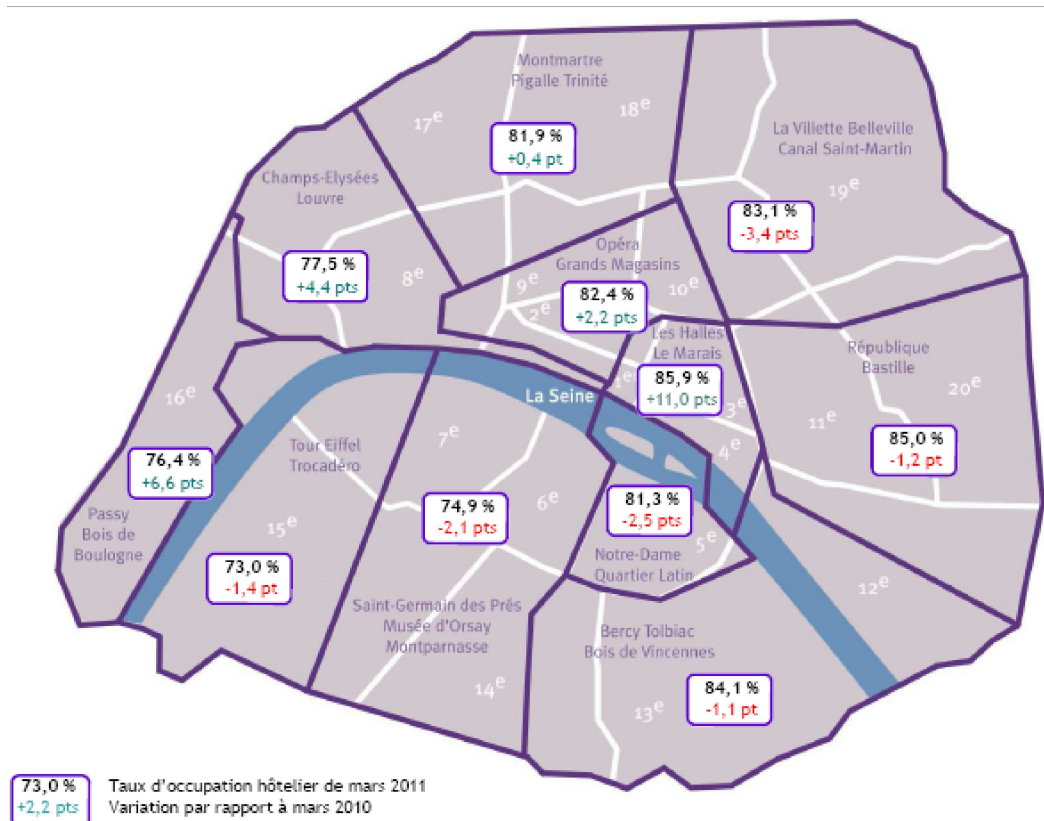 Montmartre
Pigalle Trinité
17e
18e
81,9 %
+0,4 pt
La Villette Belleville
Canal Saint-Martin
19e
83,1 %
-3,4 pts
Champs-Elysées
Louvre
8e
77,5 %
+4,4 pts
Opéra
Grands Magasins
9e
10e
2e
82,4 %
+2,2 pts
Les Halles
Le Marais
1e
85,9 %
+11,0 pts
3e
4e
République
Bastille
11e
20e
85,0 %
-1,2 pt
La Seine
16e
76,4 %
+6,6 pts
Passy
Bois de
Boulogne
Tour Eiffel
Trocadéro
15e
73,0 %
-1,4 pt
7e
6e
74,9 %
-2,1 pts
Saint-Germain des Prés
Musée d'Orsay
Montparnasse
14e
81,3 %
-2,5 pts
5e
Notre-Dame
Quartier Latin
12e
Bercy Tolbiac
Bois de Vincennes
13e
84,1 %
-1,1 pt
73,0 %
+2,2 pts
Taux d'occupation hôtelier de mars 2011
Variation par rapport à mars 2010